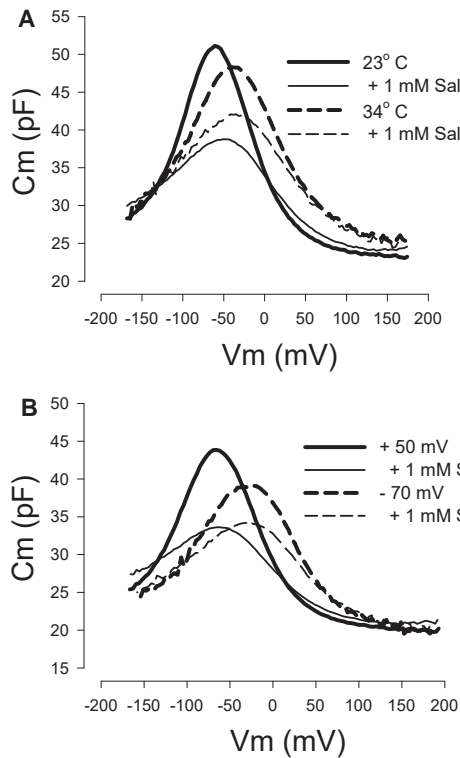 A
55
50
45
40
35
30
25
20
Cm (pF)
23° C
+ 1 mM Sal
34° C
+ 1 mM Sal
-200 -150 -100 -50 0 50 100 150 200
Vm (mV)
B
50
45
40
35
30
25
20
15
Cm (pF)
+ 50 mV
+ 1 mM S
- 70 mV
+ 1 mM S
-200 -150 -100 -50 0 50 100 150 200
Vm (mV)